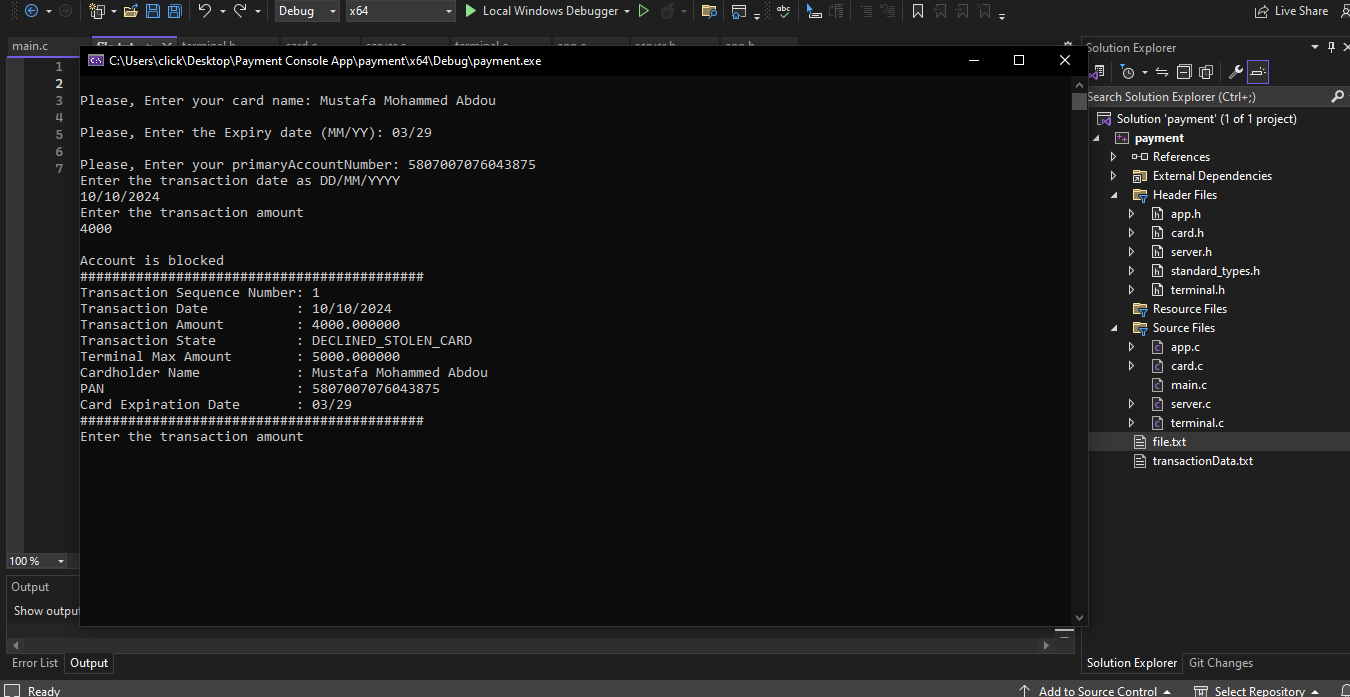 Debug
x64
Local Windows Debugger
abc
Live Share
main.c
file.txt
terminal.h
card.c
server.c
terminal.c
app.c
server.h
app.h
C:\Users\click\Desktop\Payment Console App\payment\x64\Debug\payment.exe
1
2
3
4
5
6
7
Please, Enter your card name: Mustafa Mohammed Abdou
Please, Enter the Expiry date (MM/YY): 03/29
Please, Enter your primaryAccountNumber: 5807007076043875
Enter the transaction date as DD/MM/YYYY
10/10/2024
Enter the transaction amount
4000
Account is blocked
###########################################
Transaction Sequence Number: 1
Transaction Date : 10/10/2024
Transaction Amount : 4000.000000
Transaction State : DECLINED_STOLEN_CARD
Terminal Max Amount : 5000.000000
Cardholder Name : Mustafa Mohammed Abdou
PAN : 5807007076043875
Card Expiration Date : 03/29
###########################################
Enter the transaction amount
100 %
Output
Show outpu
Error List
Output
Ready
Solution Explorer
Search Solution Explorer (Ctrl+;)
Solution 'payment' (1 of 1 project)
payment
References
External Dependencies
Header Files
app.h
card.h
server.h
standard_types.h
terminal.h
Resource Files
Source Files
app.c
card.c
main.c
server.c
terminal.c
file.txt
transactionData.txt
Solution Explorer
Git Changes
Add to Source Control
Select Repository